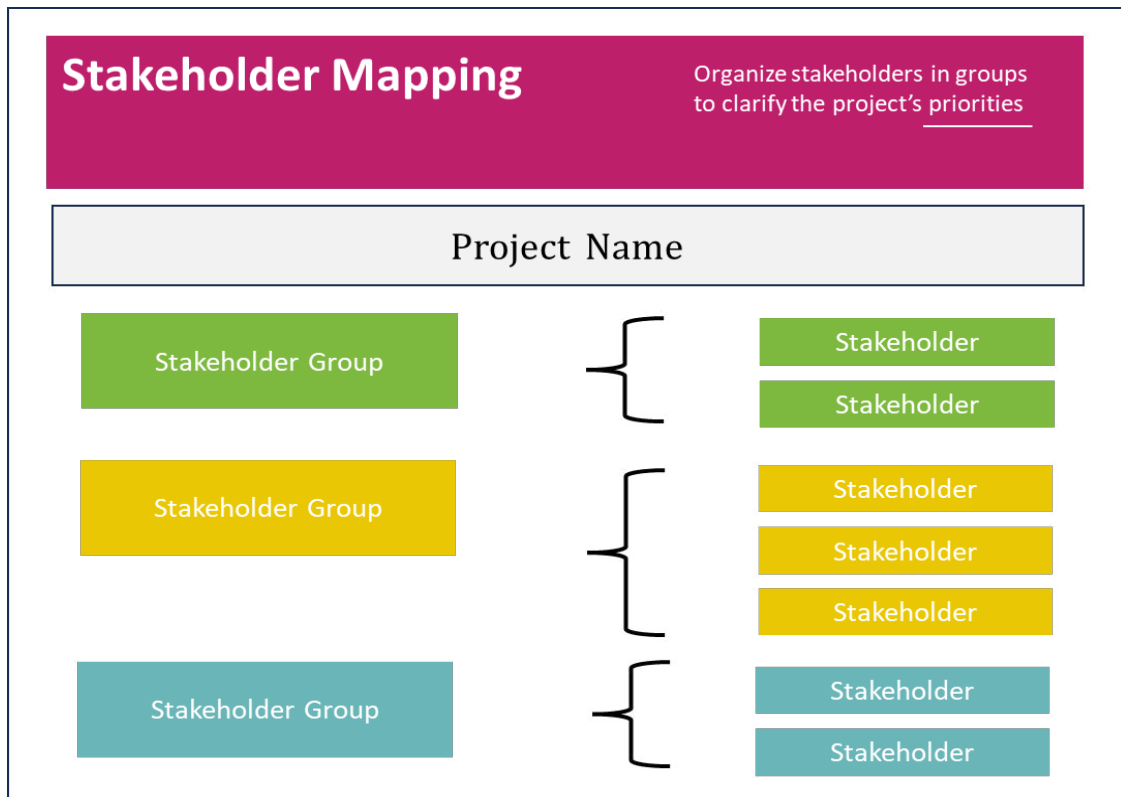 Stakeholder Mapping
Organize stakeholders in groups
to clarify the project's priorities
Project Name
Stakeholder Group
Stakeholder
Stakeholder
Stakeholder Group
Stakeholder
Stakeholder
Stakeholder
Stakeholder Group
Stakeholder
Stakeholder